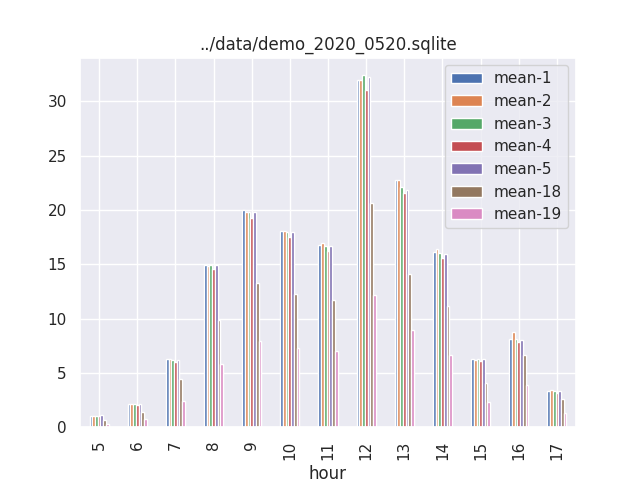 ../data/demo_2020_0520.sqlite
mean-1
mean-2
mean-3
mean-4
mean-5
mean-18
mean-19
30
25
20
15
10
5
0
5 6 7 8 9 10 11 12 13 14 15 16 17
hour